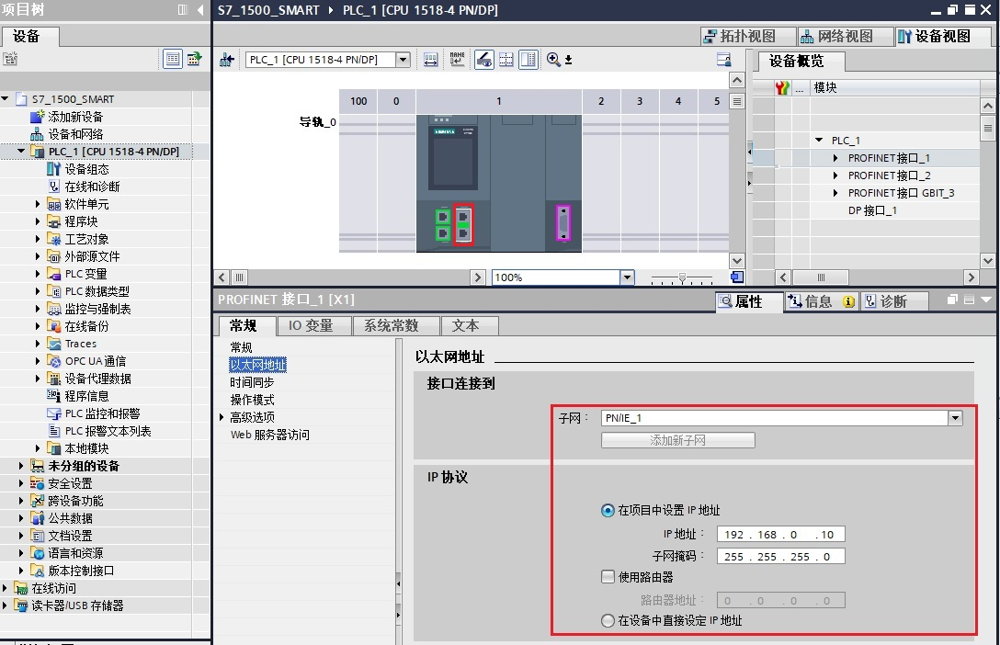 项目树
设备
S7_1500_SMART
添加新设备
设备和网络
PLC_1 [CPU 1518-4 PN/DP]
设备组态
在线和诊断
软件单元
程序块
工艺对象
外部源文件
PLC 变量
PLC 数据类型
监控与强制表
在线备份
Traces
OPC UA 通信
设备代理数据
程序信息
PLC 监控和报警
PLC 报警文本列表
本地模块
未分组的设备
安全设置
跨设备功能
公共数据
文档设置
语言和资源
版本控制接口
在线访问
读卡器/USB 存储器
S7_1500_SMART PLC_1 [CPU 1518-4 PN/DP]
拓扑视图 网络视图 设备视图
PLC_1 [CPU 1518-4 PN/DP]
100 0 1 2 3 4 5
导轨_0
SIEMENS
100%
设备概览
... 模块
PLC_1
PROFINET 接口_1
PROFINET 接口_2
PROFINET 接口 GBIT_3
DP 接口_1
PROFINET 接口_1 [X1]
属性 信息 诊断
常规 IO 变量 系统常数 文本
常规
以太网地址
时间同步
操作模式
高级选项
Web 服务器访问
以太网地址
接口连接到
子网： PN/IE_1
添加新子网
IP 协议
在项目中设置 IP 地址
IP 地址： 192 . 168 . 0 . 10
子网掩码： 255 . 255 . 255 . 0
使用路由器
路由器地址： 0 . 0 . 0 . 0
在设备中直接设定 IP 地址